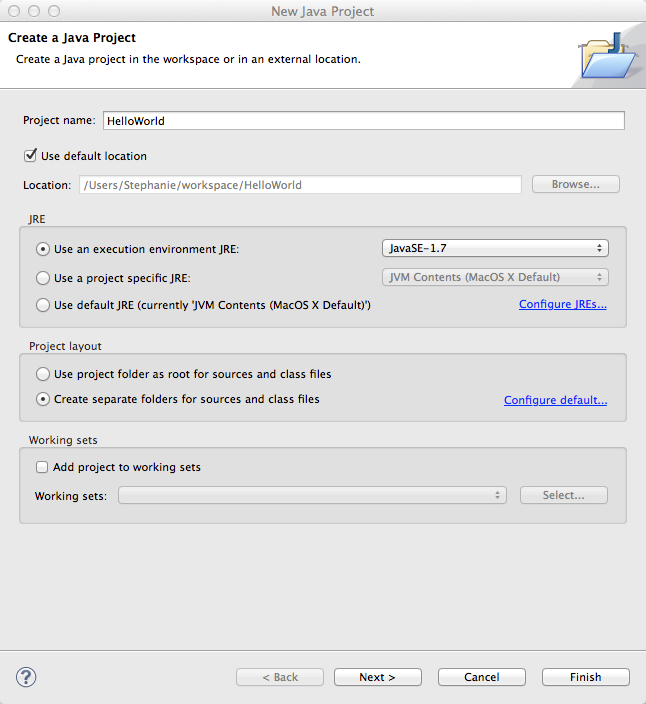 New Java Project
Create a Java Project
Create a Java project in the workspace or in an external location.
Project name: HelloWorld
Use default location
Location: /Users/Stephanie/workspace/HelloWorld Browse...
JRE
Use an execution environment JRE: JavaSE-1.7
Use a project specific JRE: JVM Contents (MacOS X Default)
Use default JRE (currently 'JVM Contents (MacOS X Default)') Configure JREs...
Project layout
Use project folder as root for sources and class files
Create separate folders for sources and class files Configure default...
Working sets
Add project to working sets
Working sets: Select...
? < Back Next > Cancel Finish